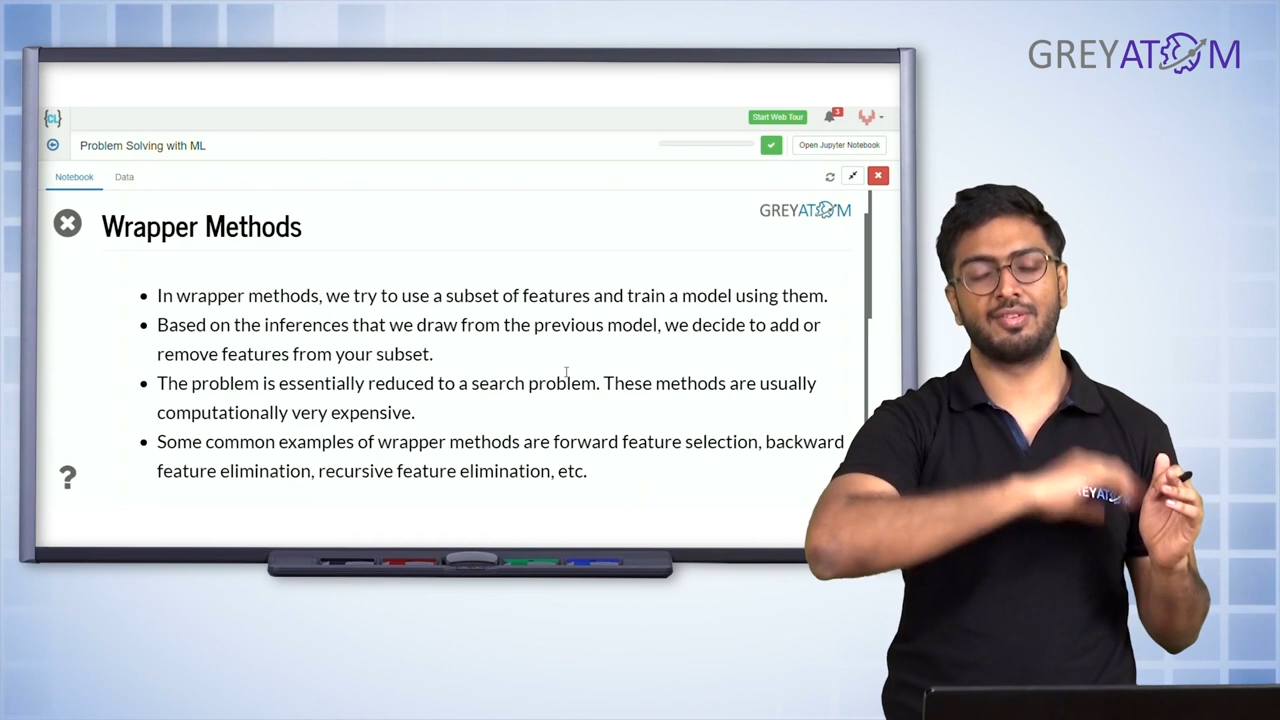 GREYATOM
{CL}
Start Web Tour
3
Problem Solving with ML
Open Jupyter Notebook
Notebook
Data
GREYATOM
Wrapper Methods
In wrapper methods, we try to use a subset of features and train a model using them.
Based on the inferences that we draw from the previous model, we decide to add or
remove features from your subset.
The problem is essentially reduced to a search problem. These methods are usually
computationally very expensive.
Some common examples of wrapper methods are forward feature selection, backward
feature elimination, recursive feature elimination, etc.
?